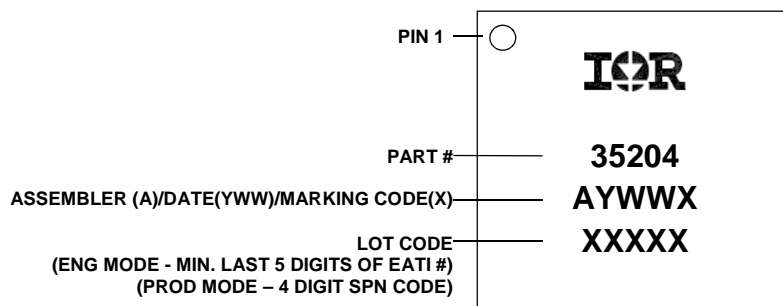 PIN 1
IOR
PART #
35204
ASSEMBLER (A)/DATE(YWW)/MARKING CODE(X)
AYWWX
LOT CODE
XXXXX
(ENG MODE - MIN. LAST 5 DIGITS OF EATI #)
(PROD MODE – 4 DIGIT SPN CODE)